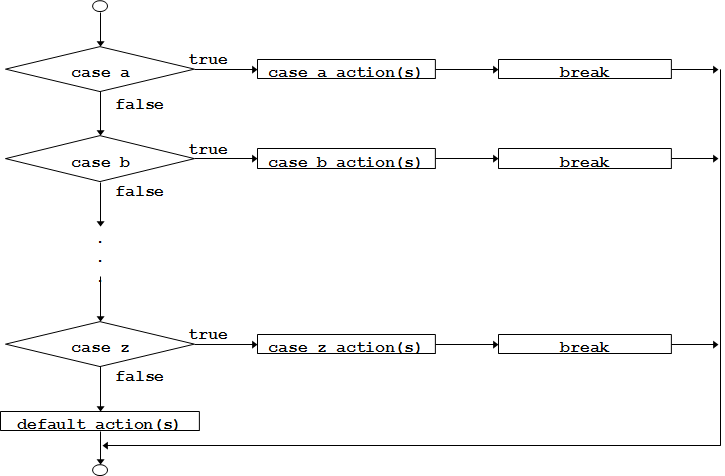 true
case a
case a action(s)
break
false
true
case b
case b action(s)
break
false
.
.
.
true
case z
case z action(s)
break
false
default action(s)